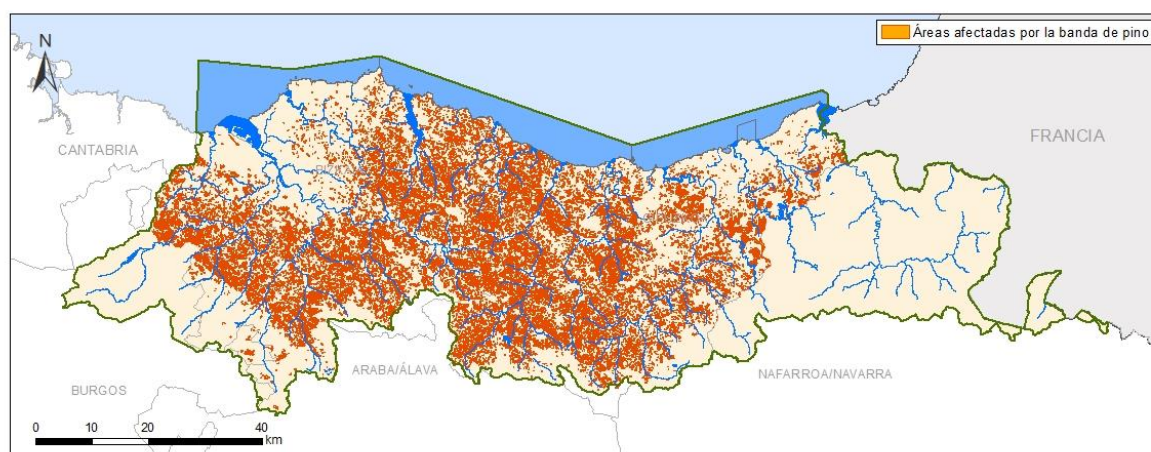 N
Áreas afectadas por la banda de pino
FRANCIA
CANTABRIA
BURGOS
ARABA/ÁLAVA
NAFARROA/NAVARRA
0 10 20 40
km